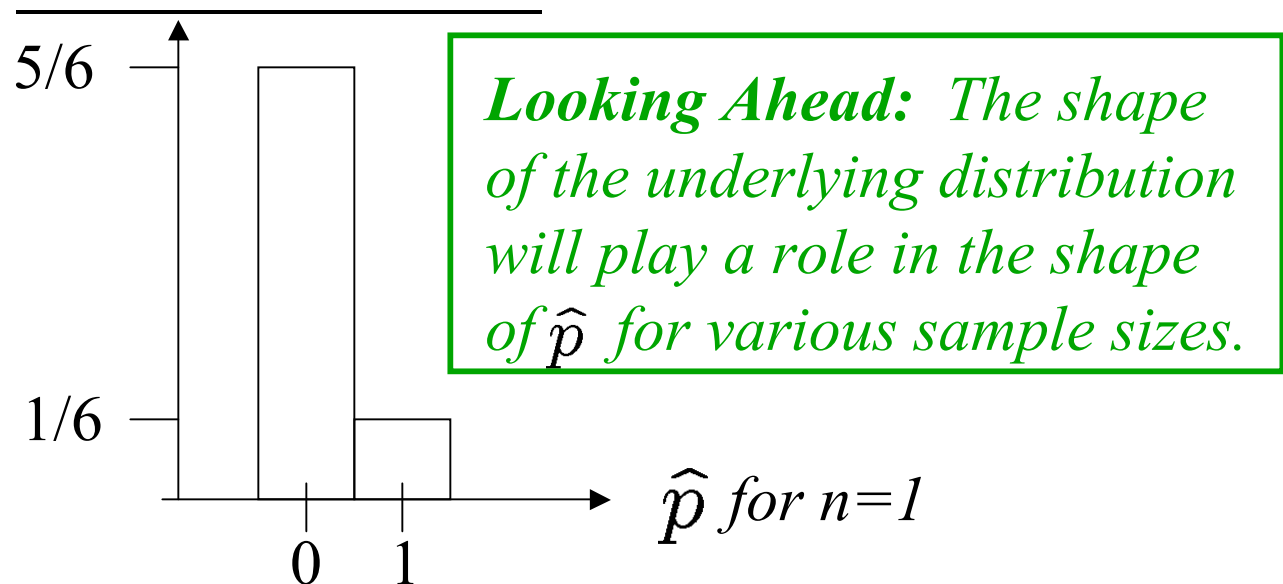 5/6
Looking Ahead: The shape
of the underlying distribution
will play a role in the shape
of p̂ for various sample sizes.
1/6
p̂ for n=1
0 1